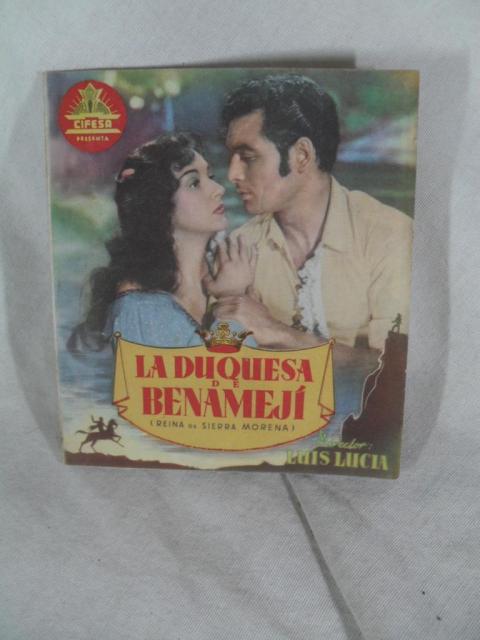 CIFESA
PRESENTA
LA DUQUESA
DE
BENAMEJÍ
(REINA DE SIERRA MORENA)
Director:
LUIS LUCIA